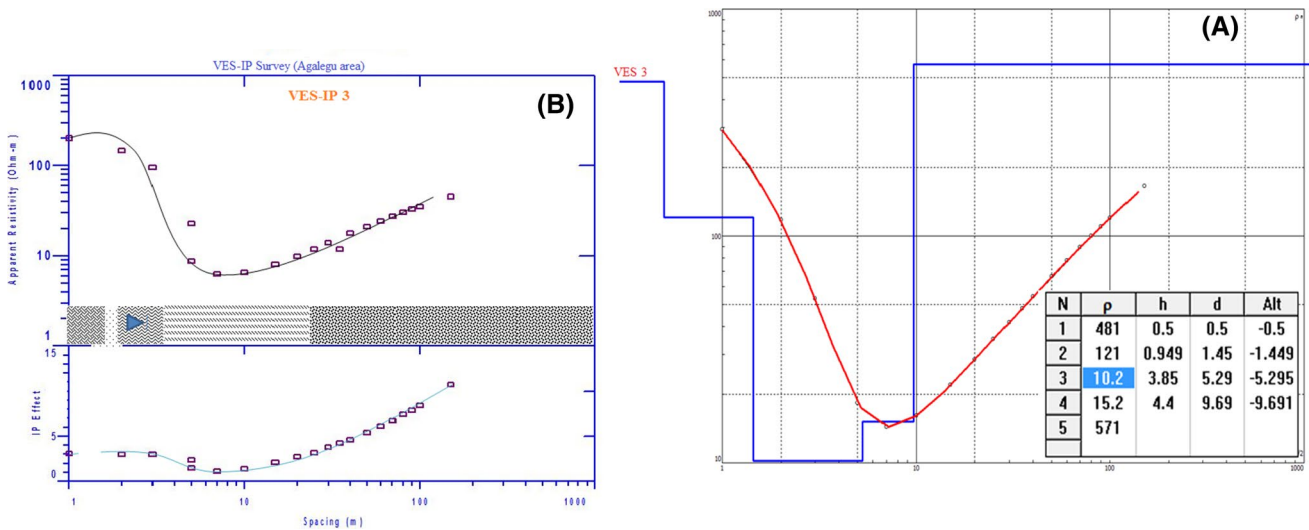 VES-IP Survey (Agalegu area)
VES-IP 3
(B)
1000
100
10
1
Apparent Resistivity (Ohm-m)
15
5
0
IP Effect
1
10
100
1000
Spacing (m)
(A)
VES 3
1000
100
10
1
10
100
1000
N ρ h d Alt
1 481 0.5 0.5 -0.5
2 121 0.949 1.45 -1.449
3 10.2 3.85 5.29 -5.295
4 15.2 4.4 9.69 -9.691
5 571